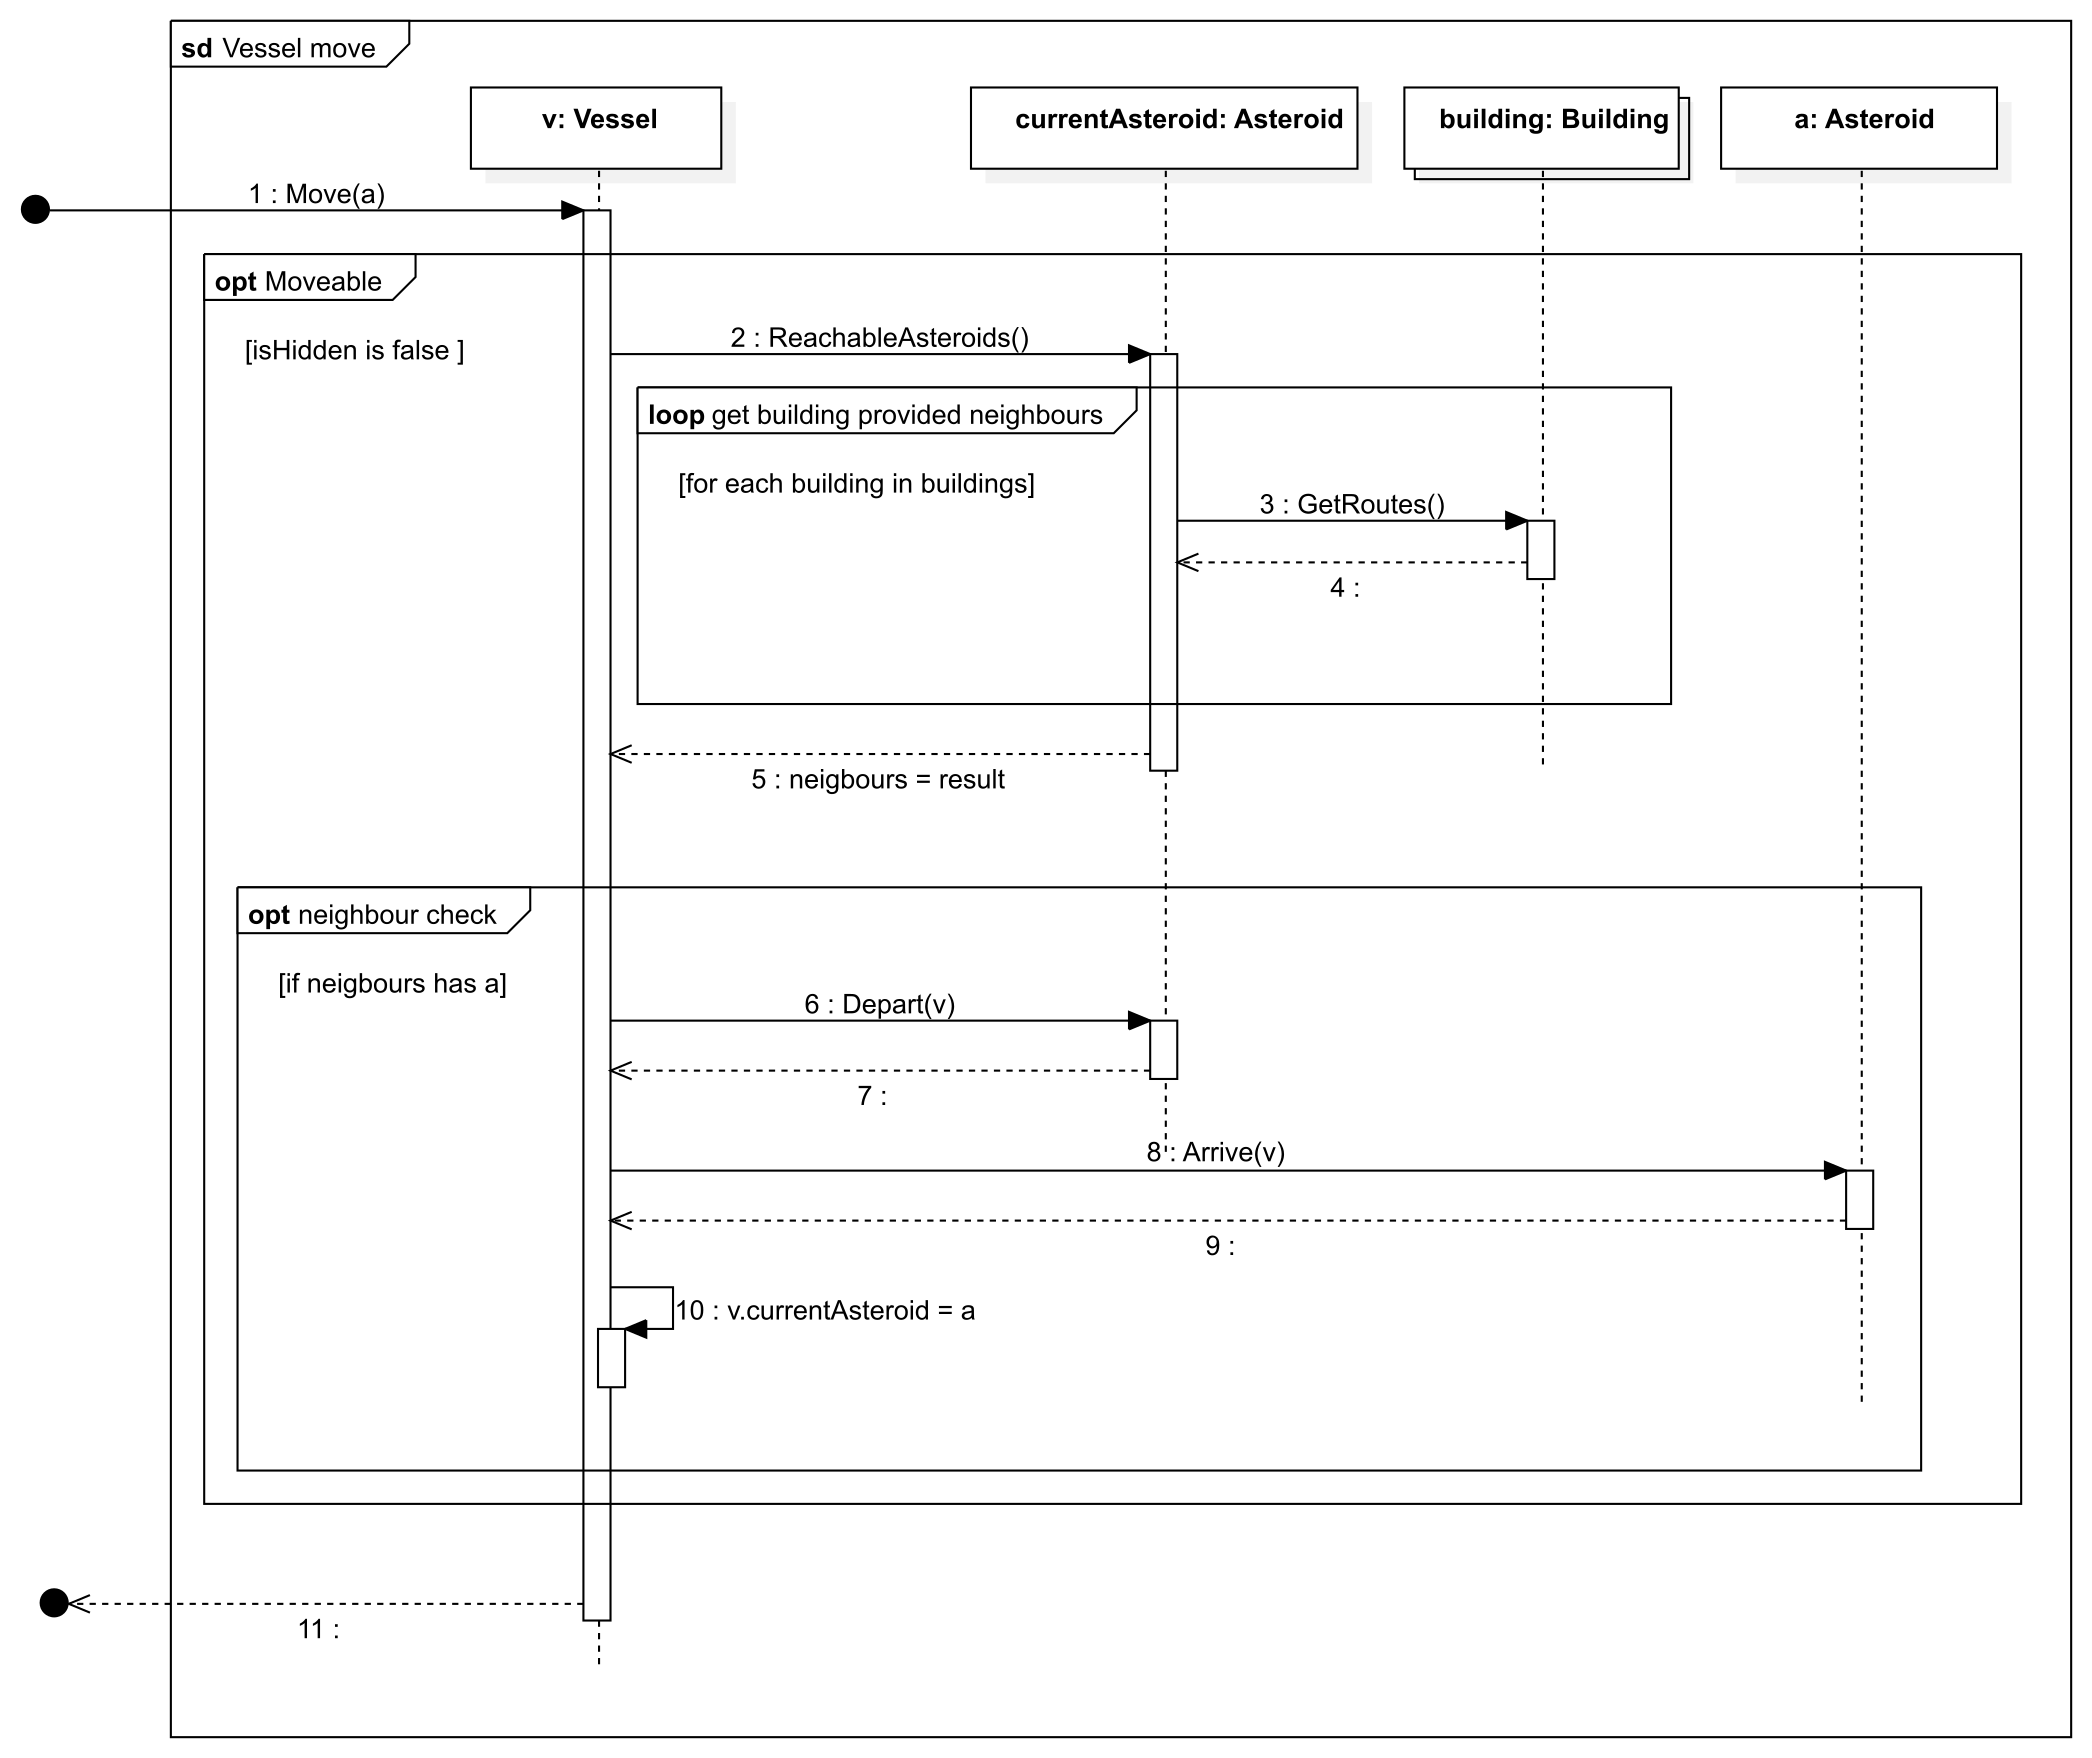 sd Vessel move
v: Vessel
currentAsteroid: Asteroid
building: Building
a: Asteroid
1 : Move(a)
opt Moveable
[isHidden is false ]
2 : ReachableAsteroids()
loop get building provided neighbours
[for each building in buildings]
3 : GetRoutes()
4 :
5 : neigbours = result
opt neighbour check
[if neigbours has a]
6 : Depart(v)
7 :
8 : Arrive(v)
9 :
10 : v.currentAsteroid = a
11 :